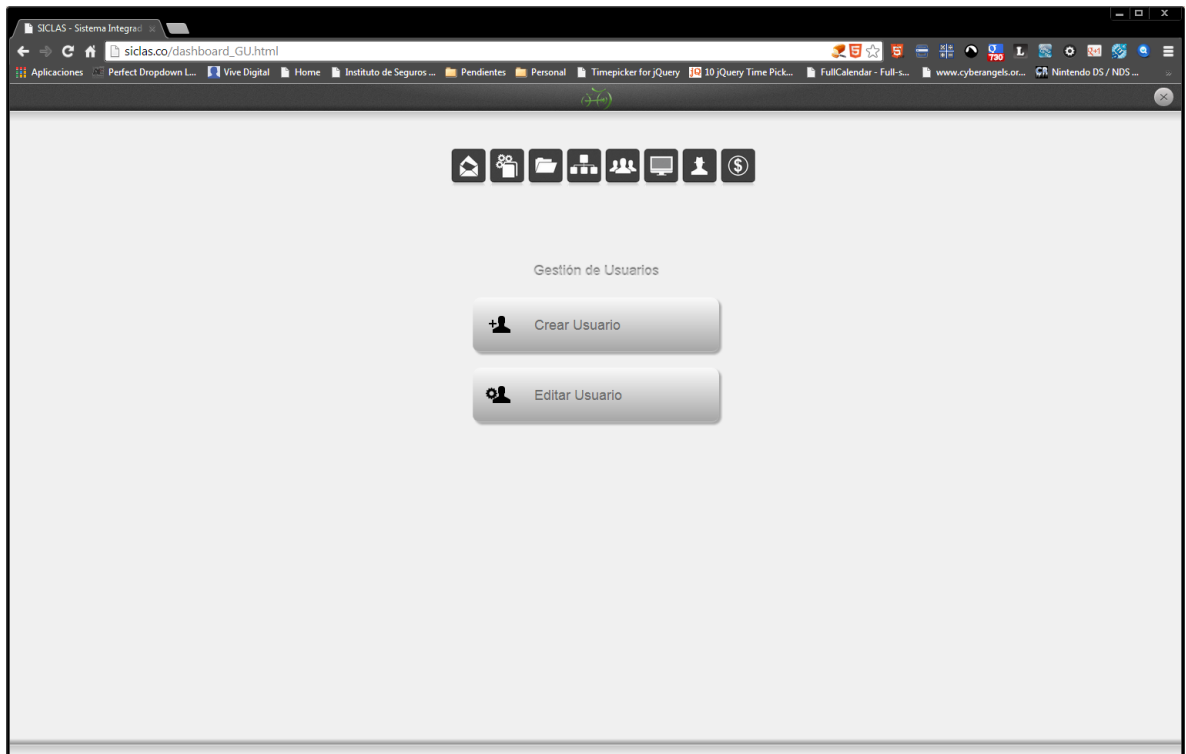 SICLAS - Sistema Integrad
siclas.co/dashboard_GU.html
730
Aplicaciones Perfect Dropdown L... Vive Digital Home Instituto de Seguros ... Pendientes Personal Timepicker for jQuery 10 jQuery Time Pick... FullCalendar - Full-s... www.cyberangels.or... Nintendo DS / NDS ...
Gestión de Usuarios
Crear Usuario
Editar Usuario